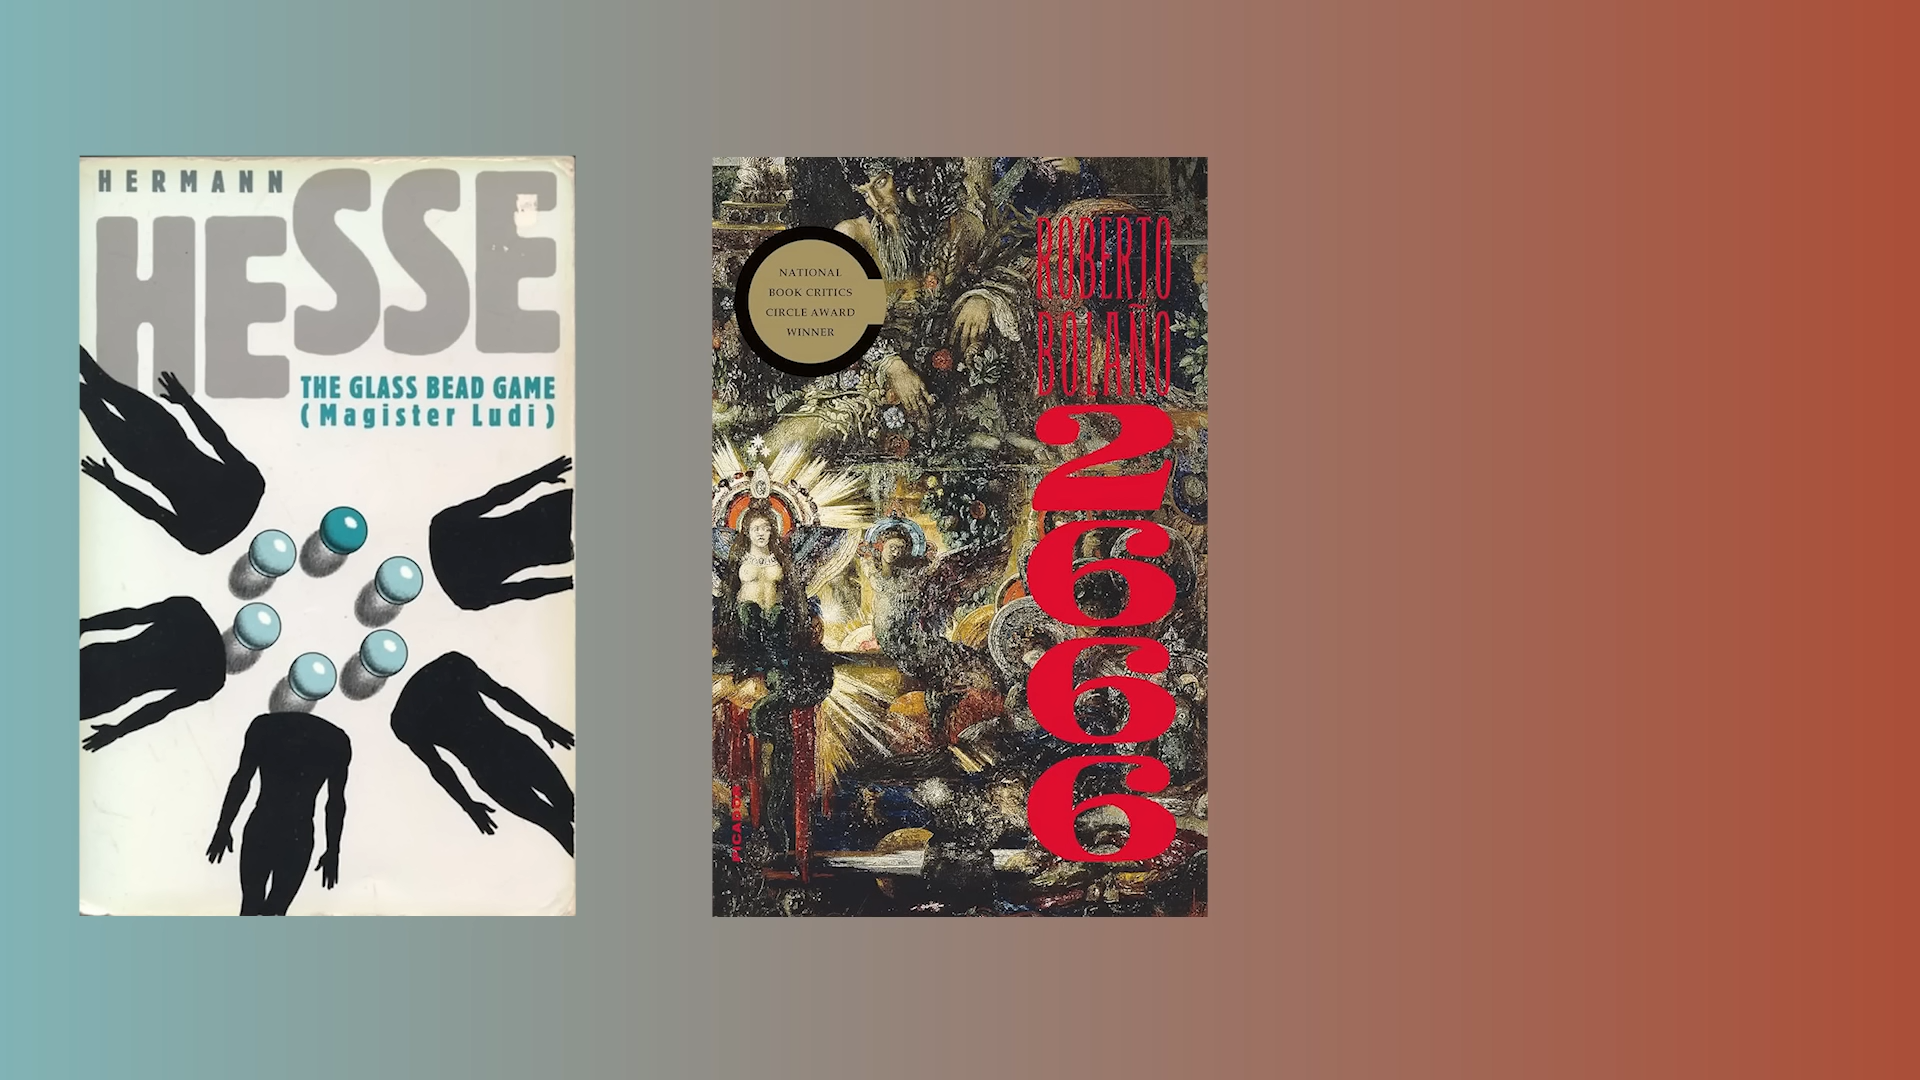 HERMANN
HESSE
THE GLASS BEAD GAME
(Magister Ludi)
NATIONAL
BOOK CRITICS
CIRCLE AWARD
WINNER
ROBERTO
BOLAÑO
2666
PICADOR